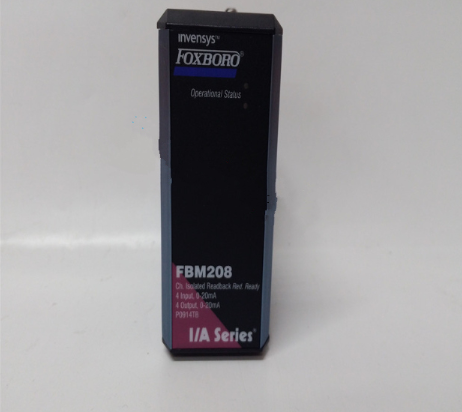 invensys™
FOXBORO®
Operational Status
FBM208
Ch. Isolated Readback Red. Ready
4 Input, 0-20mA
4 Output, 0-20mA
P0914TB
I/A Series®